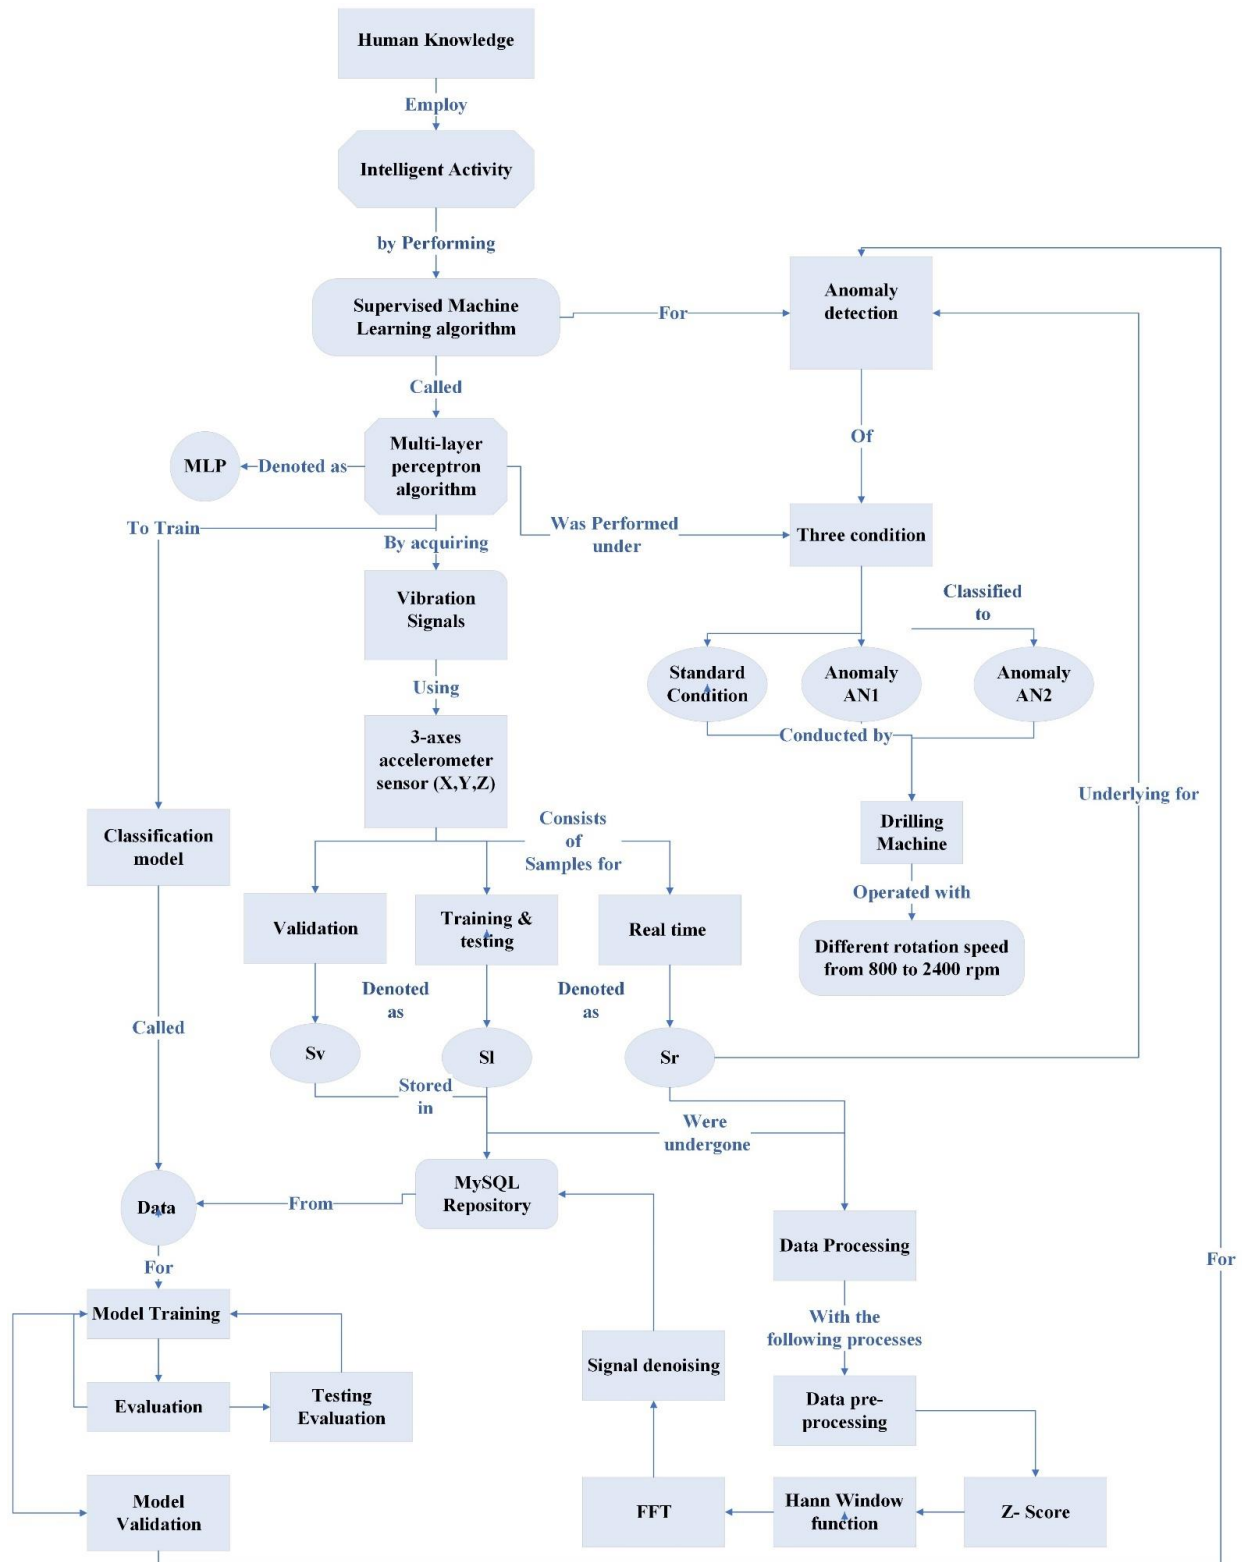 Human Knowledge
Employ
Intelligent Activity
by Performing
Supervised Machine
Learning algorithm
For
Anomaly
detection
Called
Of
Multi-layer
perceptron
algorithm
Denoted as
MLP
To Train
By acquiring
Was Performed
under
Three condition
Vibration
Signals
Classified
to
Standard
Condition
Anomaly
AN1
Anomaly
AN2
Using
Conducted by
3-axes
accelerometer
sensor (X,Y,Z)
Underlying for
Classification
model
Consists
of
Samples for
Drilling
Machine
Operated with
Validation
Training &
testing
Real time
Different rotation speed
from 800 to 2400 rpm
Denoted
as
Denoted
as
Called
Sv
Sl
Sr
Stored
in
Were
undergone
MySQL
Repository
From
Data
Data Processing
For
For
Model Training
With the
following processes
Signal denoising
Evaluation
Testing
Evaluation
Data pre-
processing
Model
Validation
FFT
Hann Window
function
Z- Score